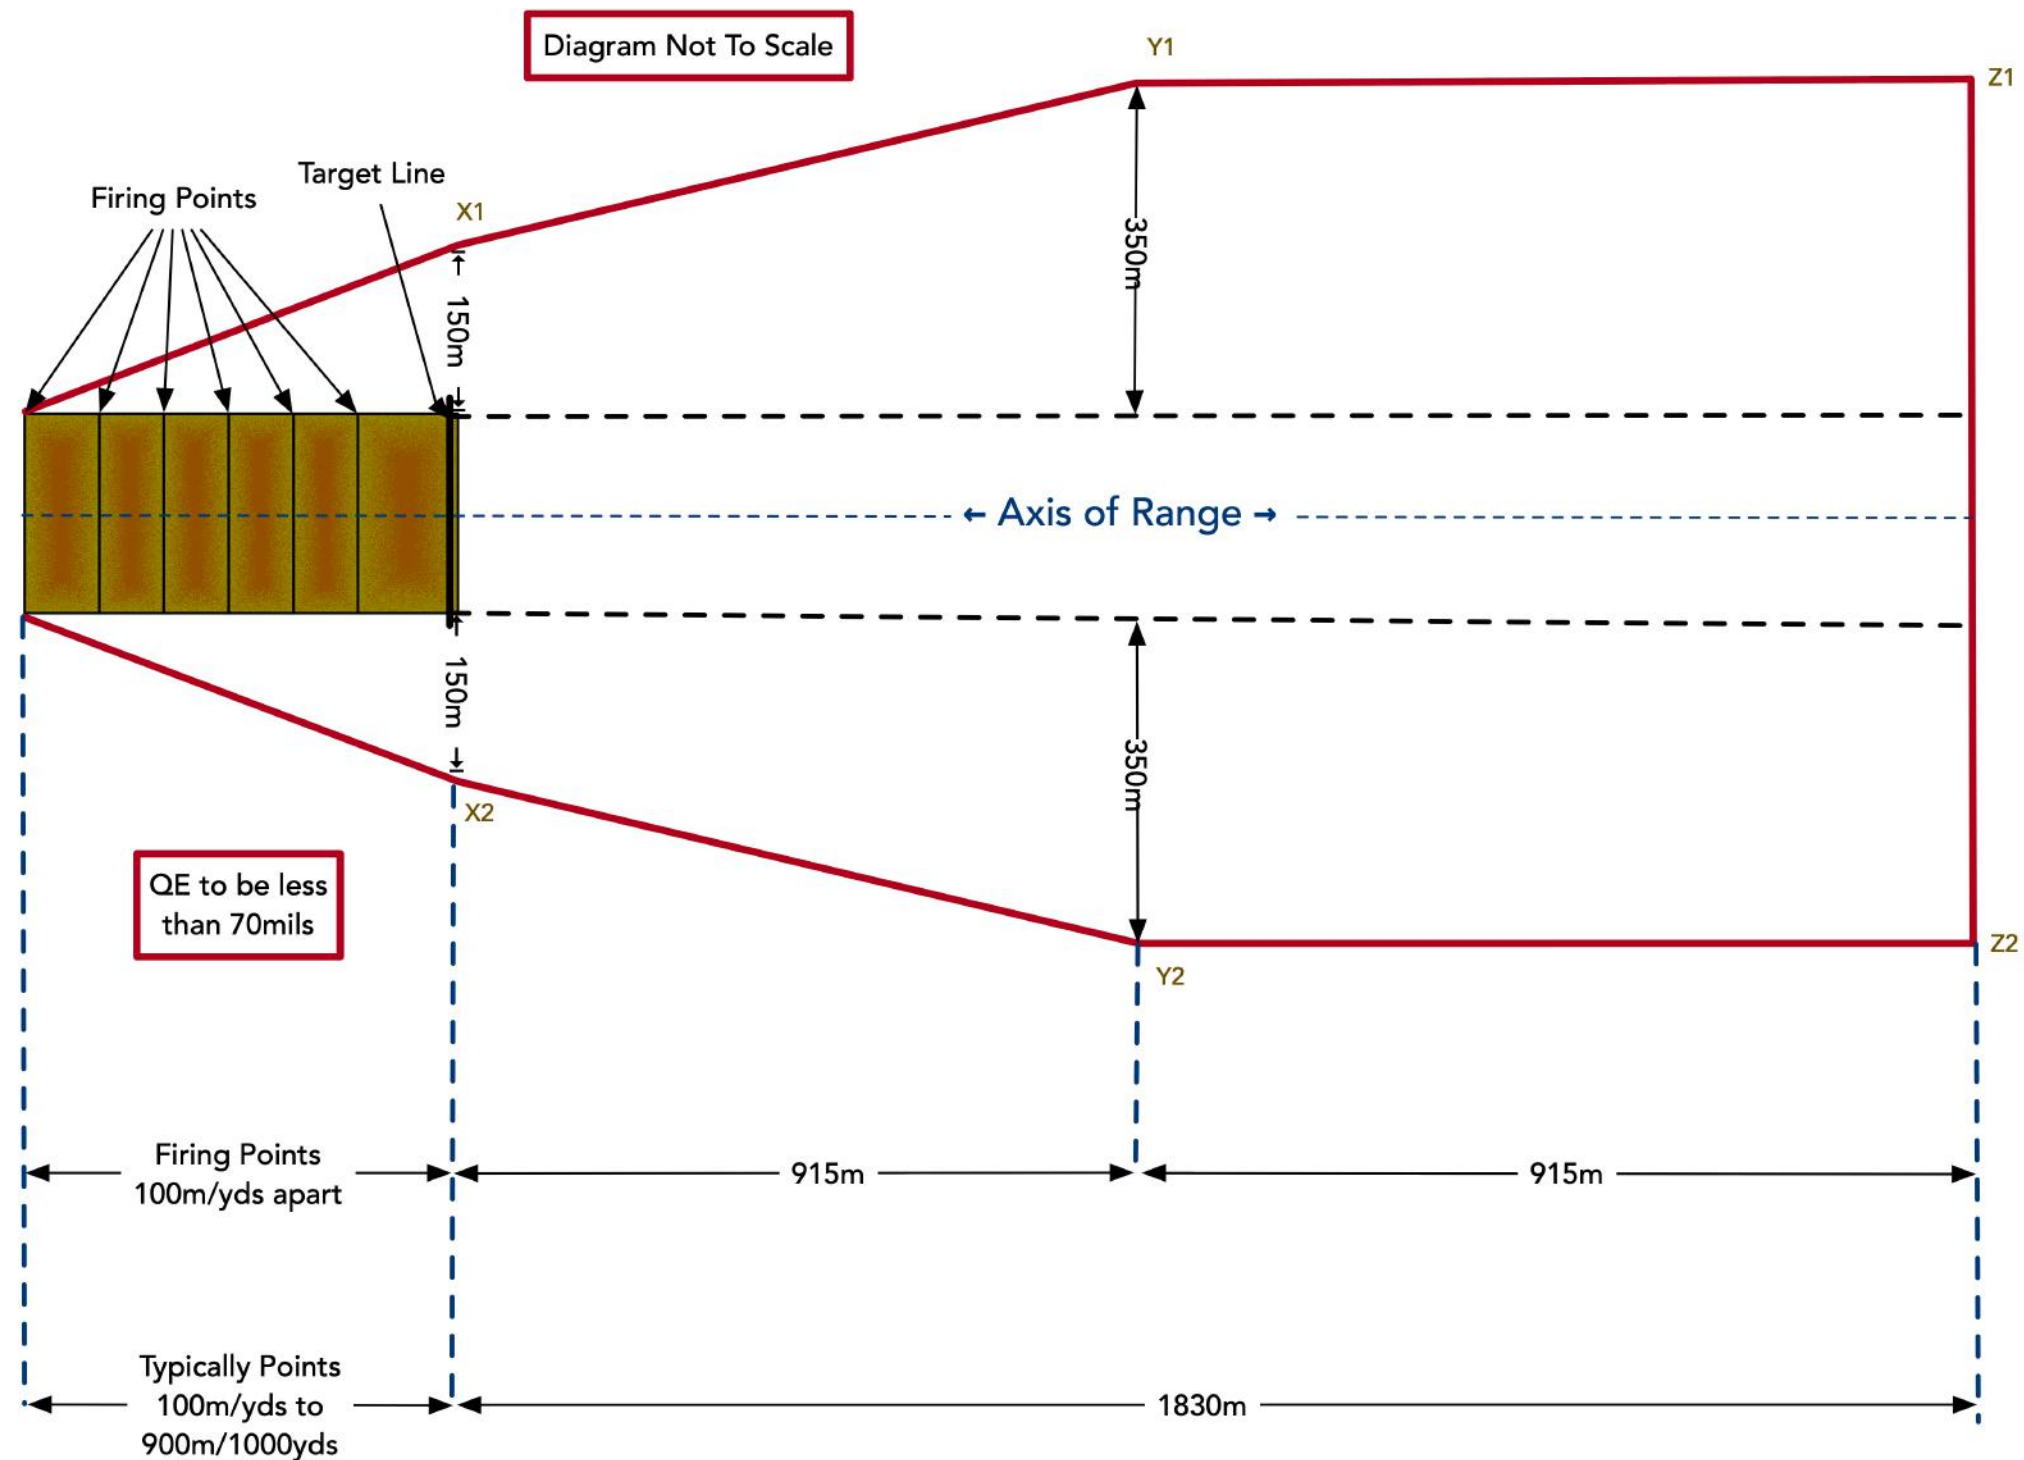 Diagram Not To Scale
Y1
Z1
Target Line
Firing Points
X1
350m
150m
← Axis of Range →
150m
350m
X2
QE to be less
than 70mils
Z2
Y2
Firing Points
100m/yds apart
915m
915m
Typically Points
100m/yds to
900m/1000yds
1830m